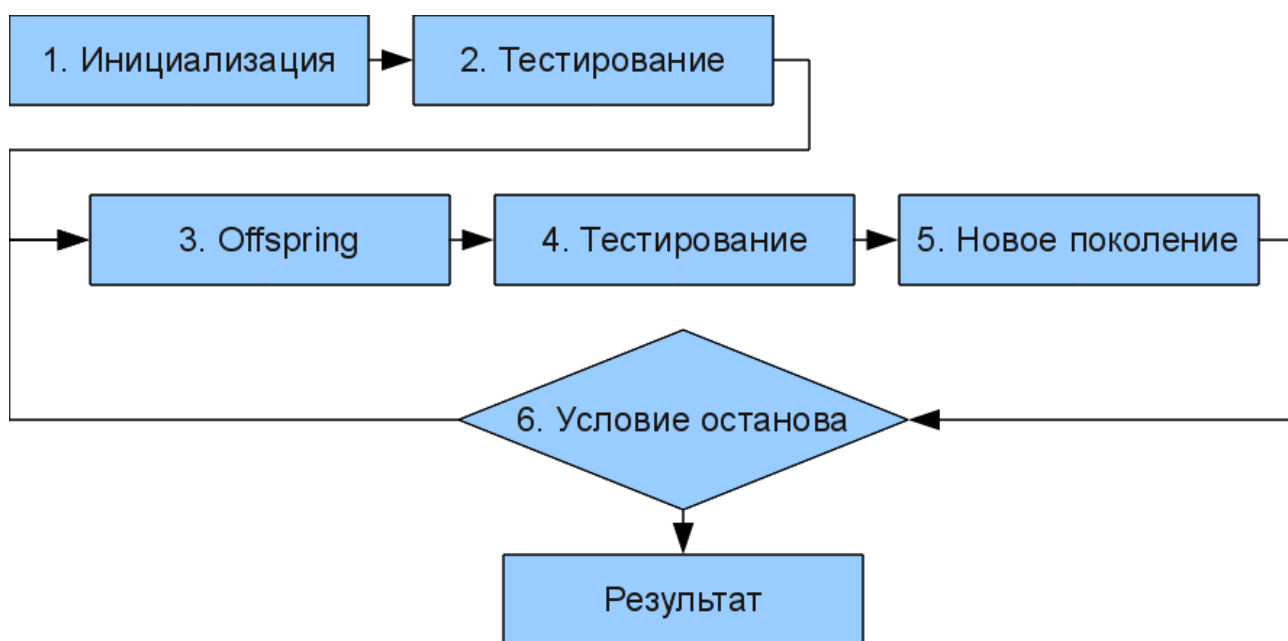 1. Инициализация
2. Тестирование
3. Offspring
4. Тестирование
5. Новое поколение
6. Условие останова
Результат